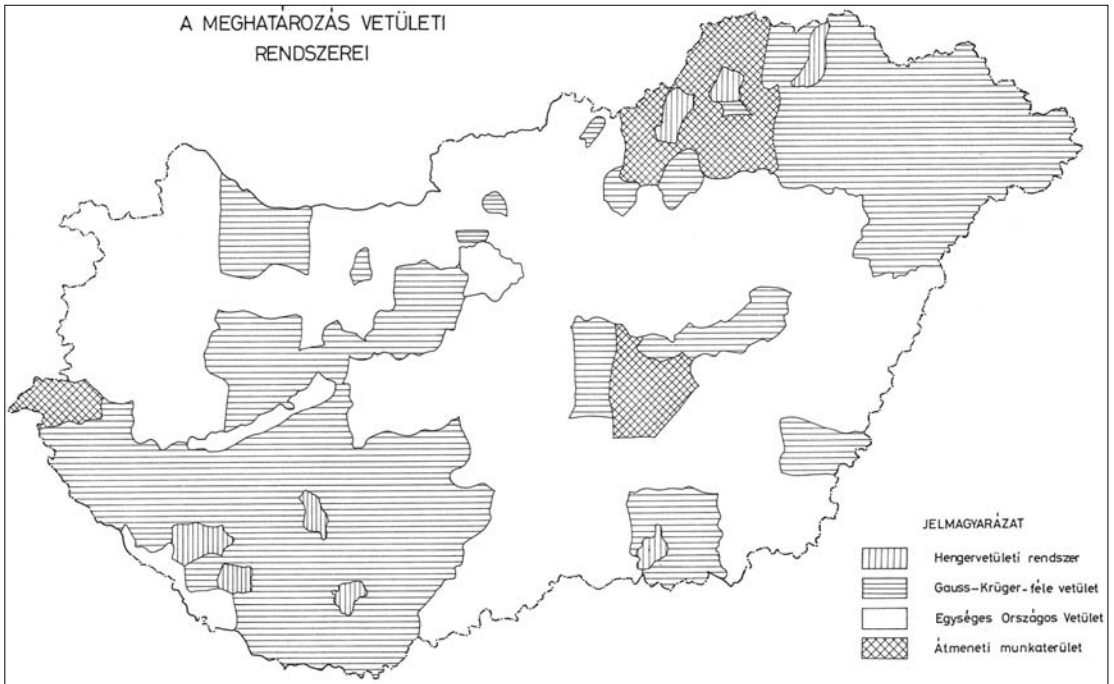 A MEGHATÁROZÁS VETÜLETI
RENDSZEREI
JELMAGYARÁZAT
Hengervetületi rendszer
Gauss-Krüger-féle vetület
Egységes Országos Vetület
Átmeneti munkaterület